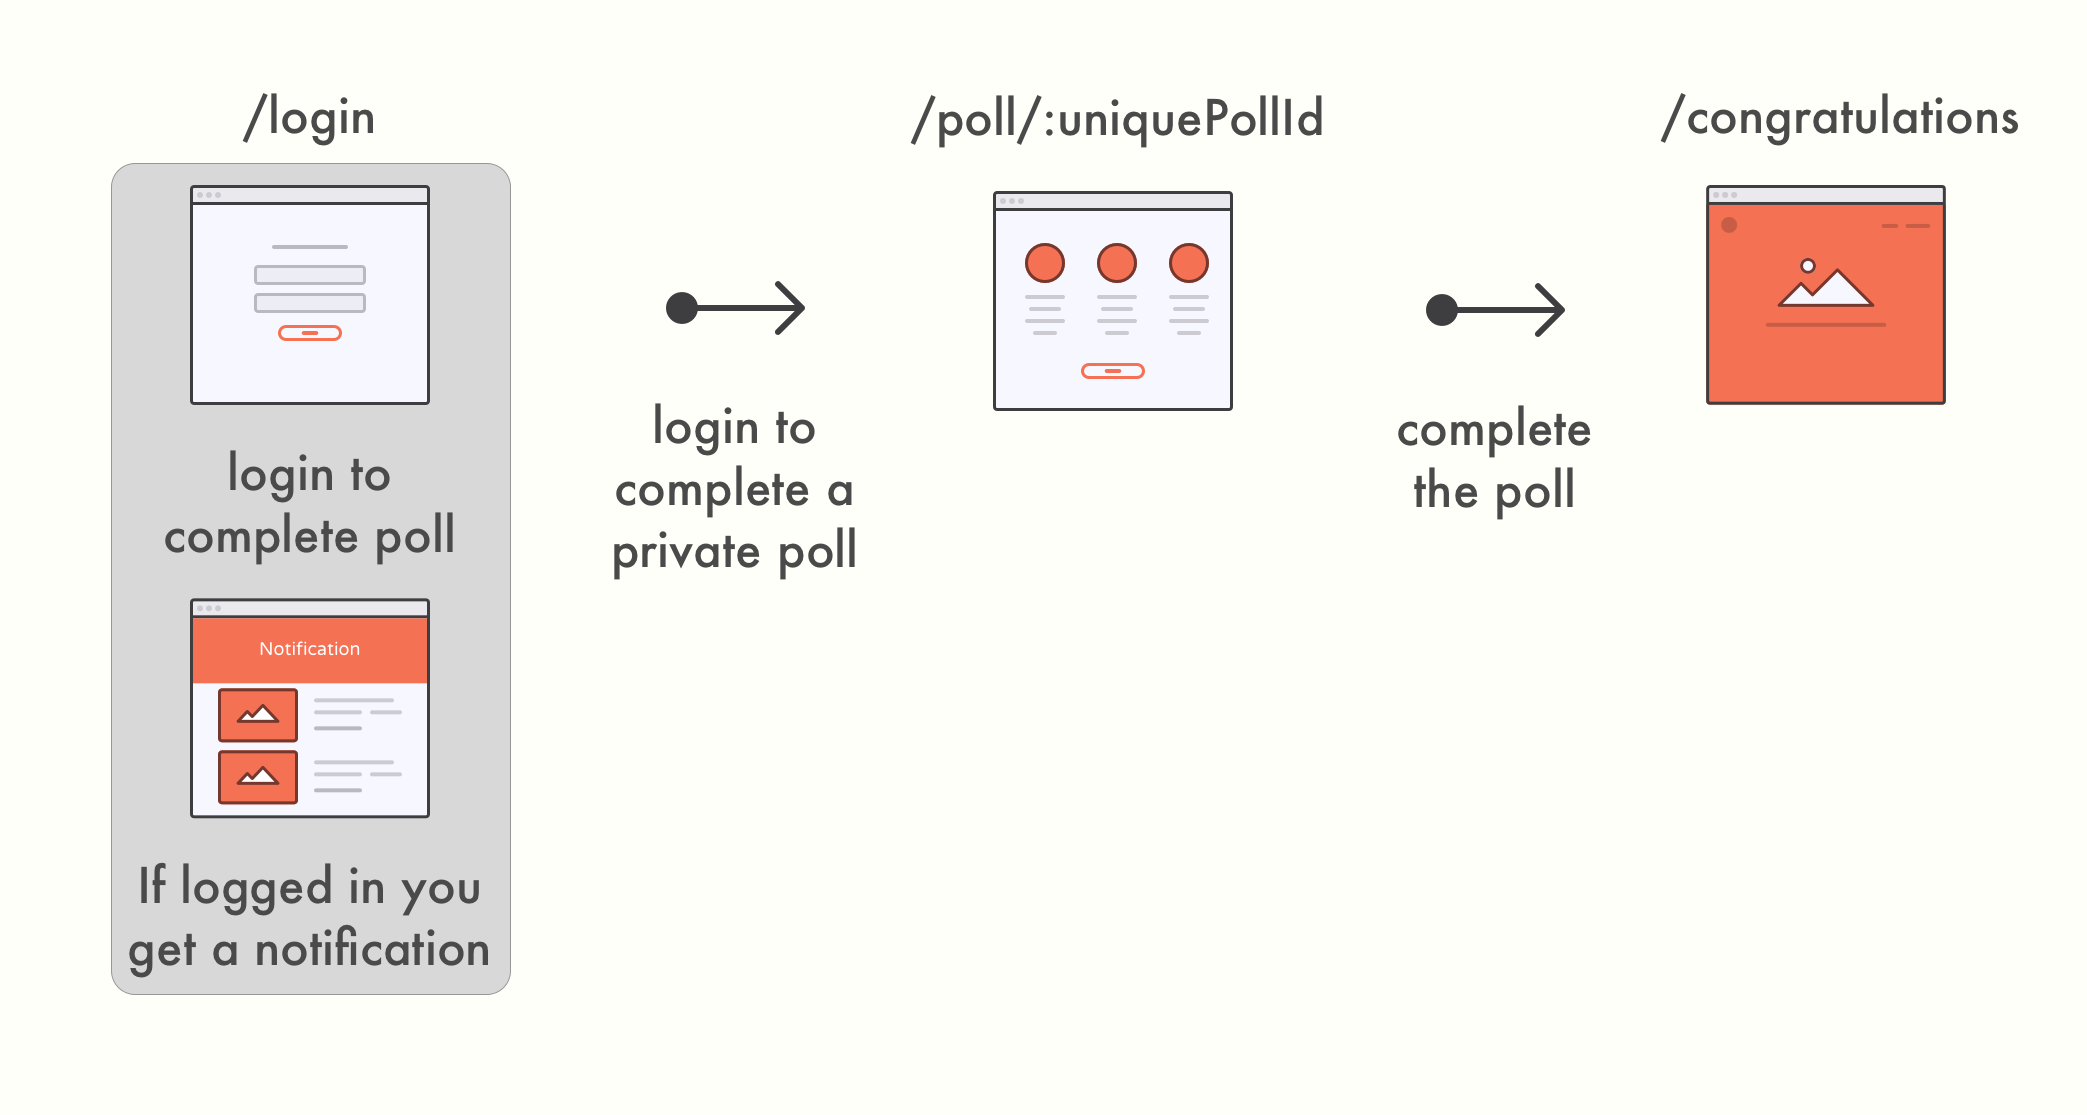 /login
login to
complete poll
Notification
If logged in you
get a notification
login to
complete a
private poll
/poll/:uniquePollId
complete
the poll
/congratulations